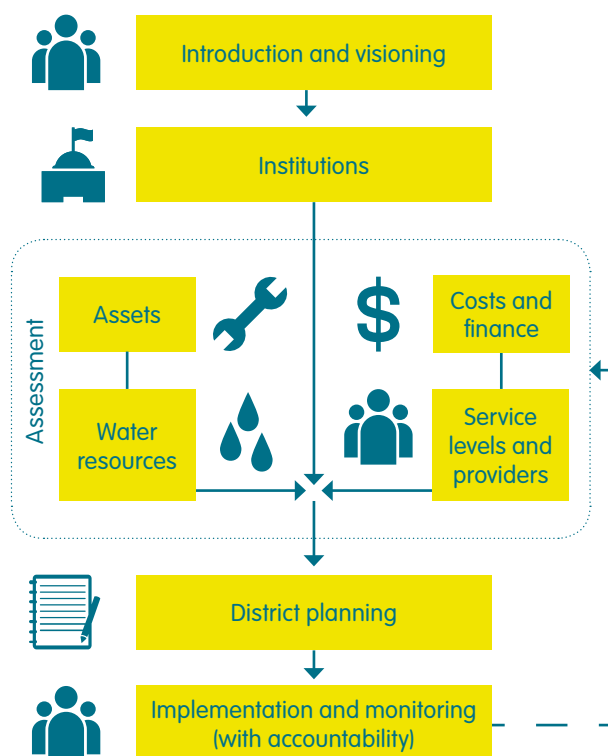 Introduction and visioning
Institutions
Assessment
Assets
Costs and
finance
Water
resources
Service
levels and
providers
District planning
Implementation and monitoring
(with accountability)